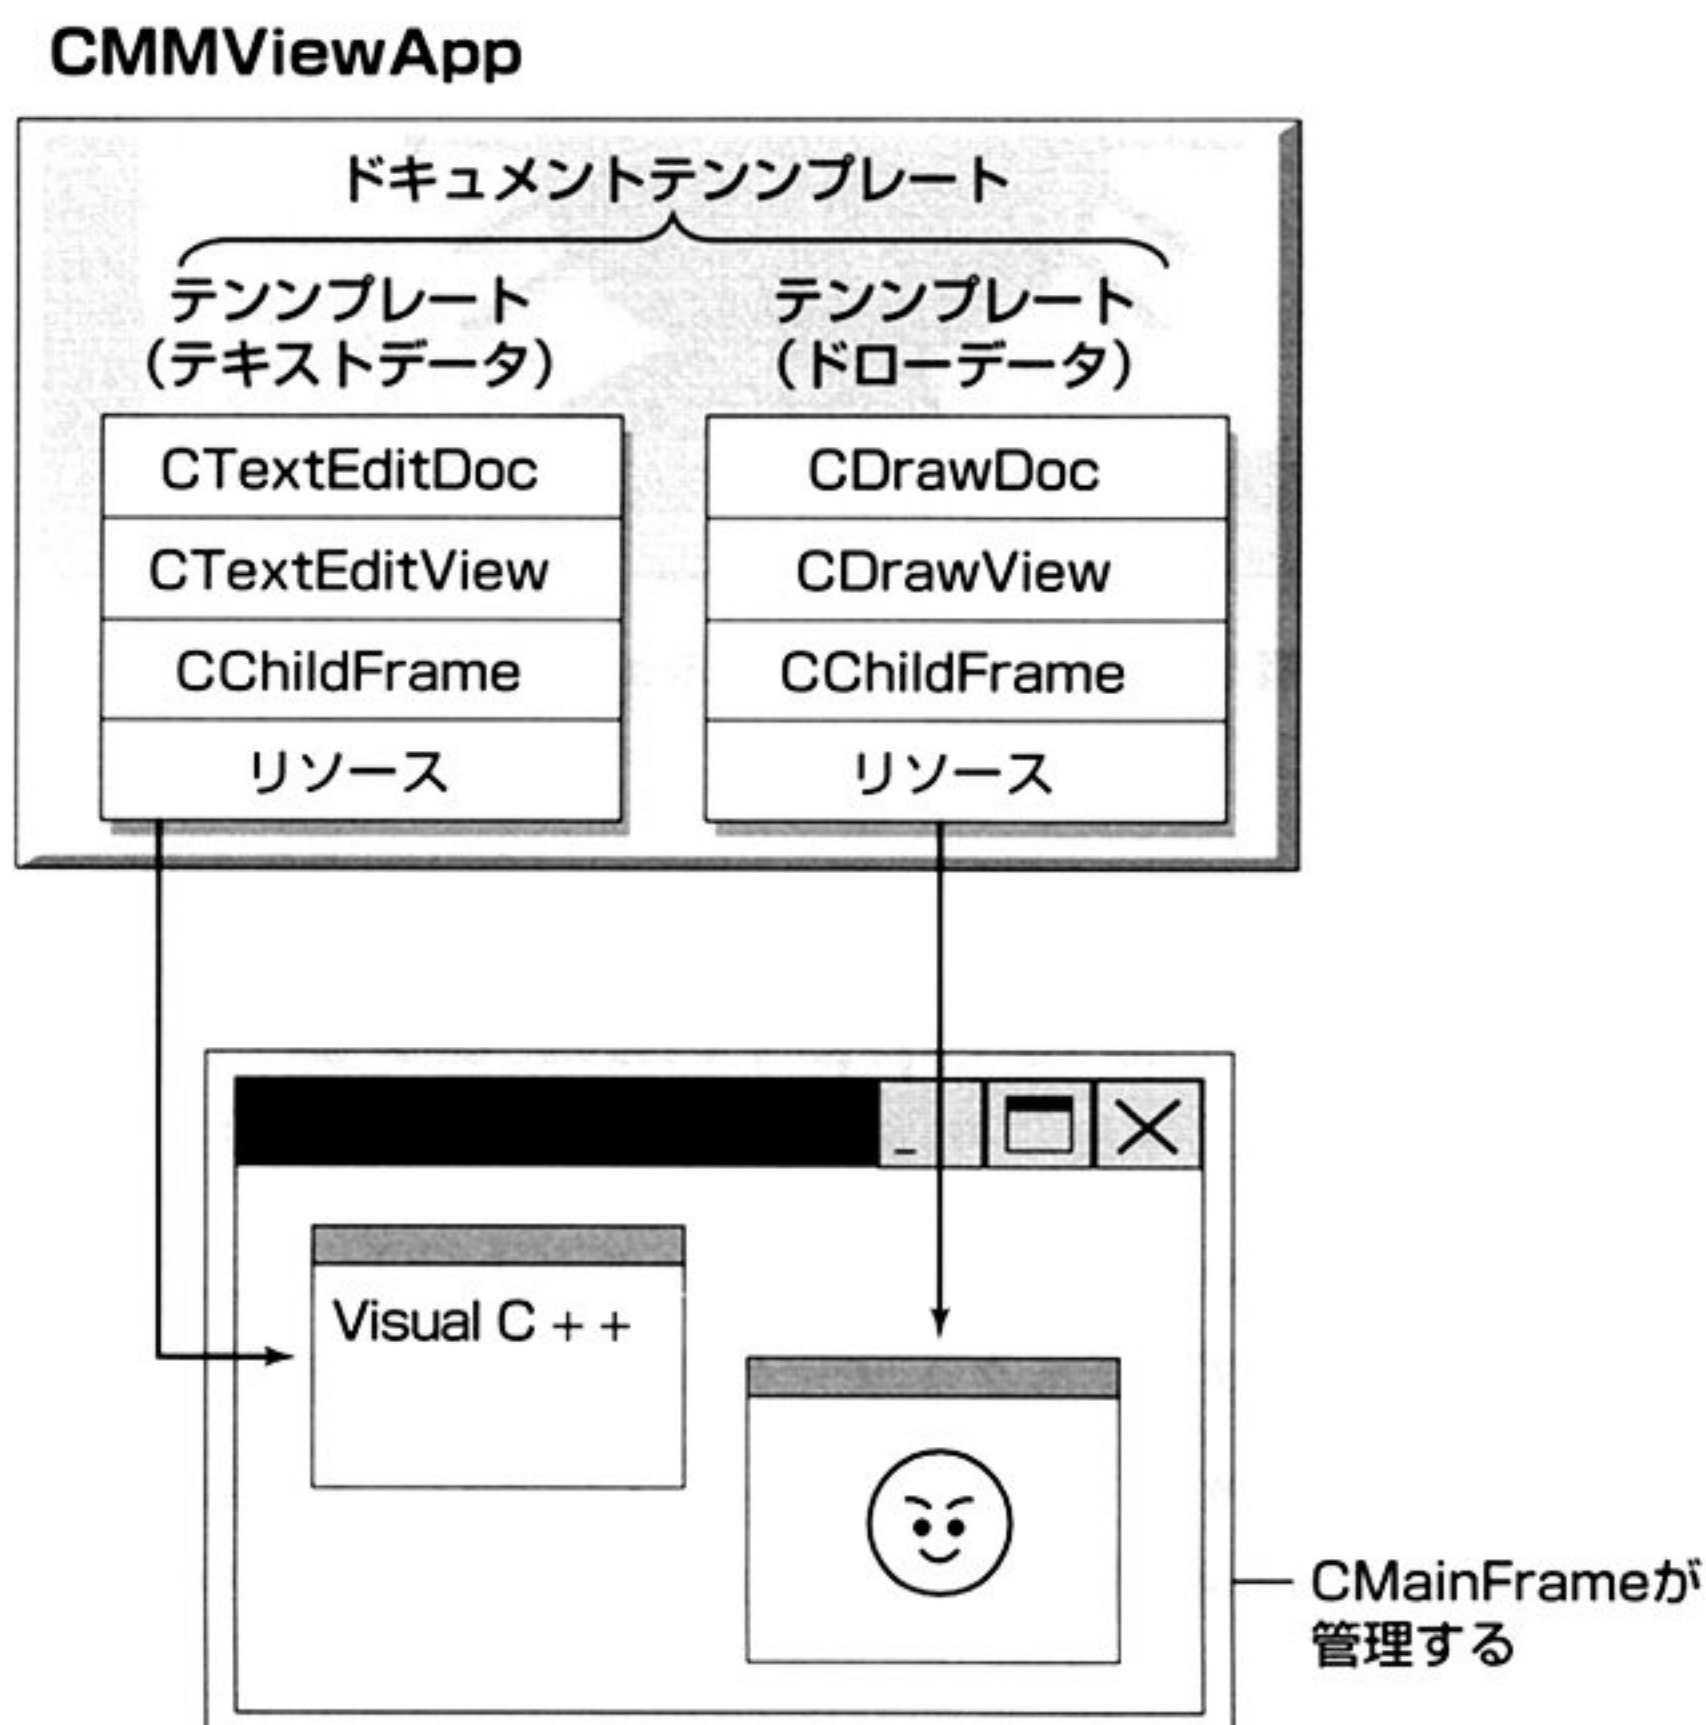 CMMViewApp
ドキュメントテンンプレート
テンンプレート
（テキストデータ）
CTextEditDoc
CTextEditView
CChildFrame
リソース
テンンプレート
（ドローデータ）
CDrawDoc
CDrawView
CChildFrame
リソース
Visual C + +
CMainFrameが
管理する